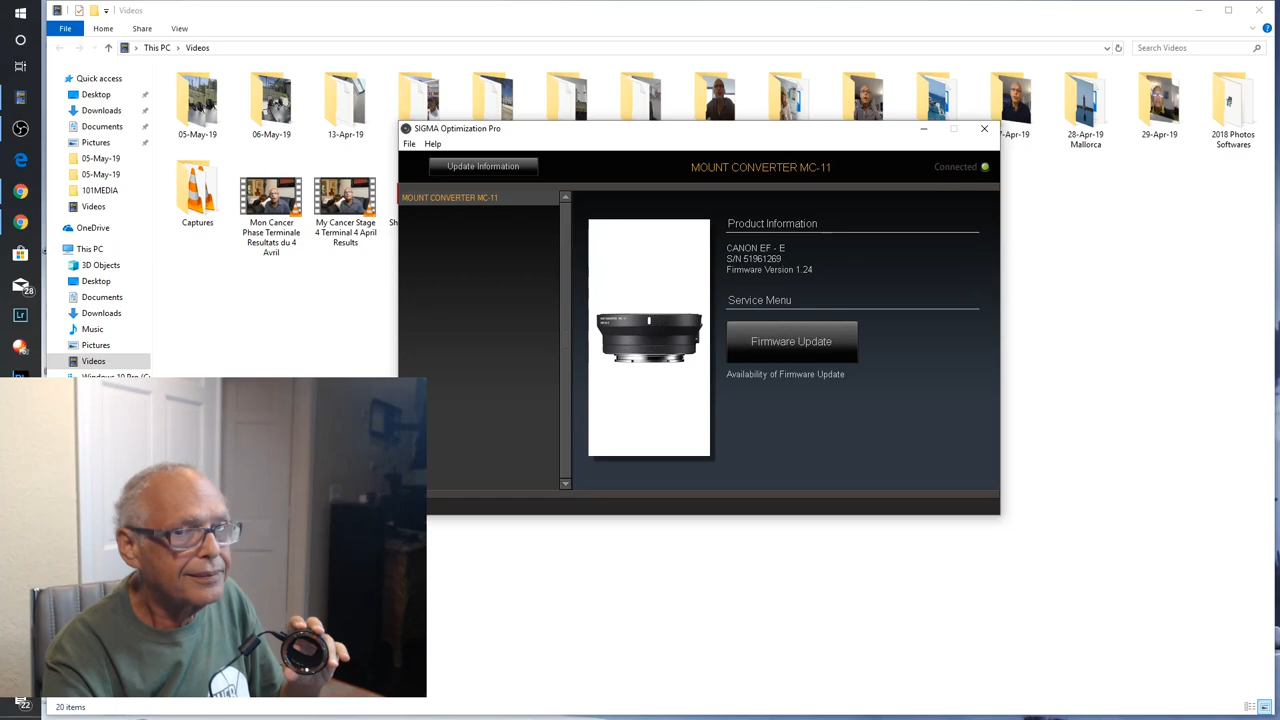 Videos
File
Home
Share
View
This PC
Videos
Search Videos
Quick access
Desktop
Downloads
Documents
Pictures
05-May-19
05-May-19
101MEDIA
Videos
OneDrive
This PC
3D Objects
Desktop
Documents
Downloads
Music
Pictures
Videos
05-May-19
06-May-19
13-Apr-19
28-Apr-19
Mallorca
29-Apr-19
2018 Photos
Softwares
Captures
Mon Cancer
Phase Terminale
Resultats du 4
Avril
My Cancer Stage
4 Terminal 4 April
Results
SIGMA Optimization Pro
File
Help
Update Information
MOUNT CONVERTER MC-11
Connected
MOUNT CONVERTER MC-11
Product Information
CANON EF - E
S/N 51961269
Firmware Version 1.24
Service Menu
Firmware Update
Availability of Firmware Update
28
Lr
22
20 items